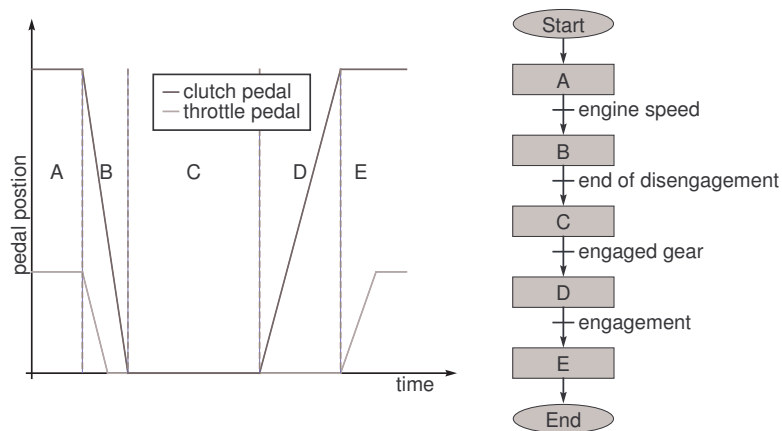 pedal postion
clutch pedal
throttle pedal
A
B
C
D
E
time
Start
A
engine speed
B
end of disengagement
C
engaged gear
D
engagement
E
End